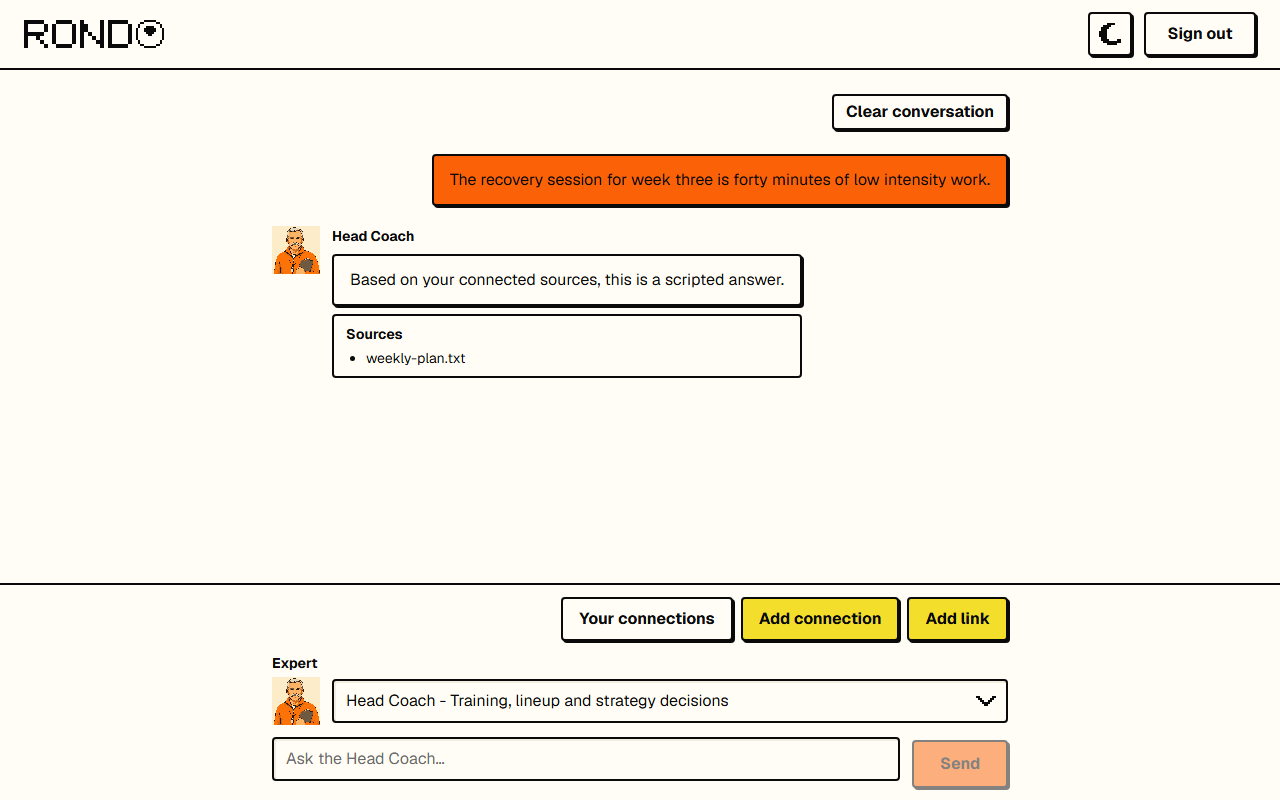 RONDO
Sign out
Clear conversation
The recovery session for week three is forty minutes of low intensity work.
Head Coach
Based on your connected sources, this is a scripted answer.
Sources
• weekly-plan.txt
Your connections
Add connection
Add link
Expert
Head Coach - Training, lineup and strategy decisions
Ask the Head Coach...
Send